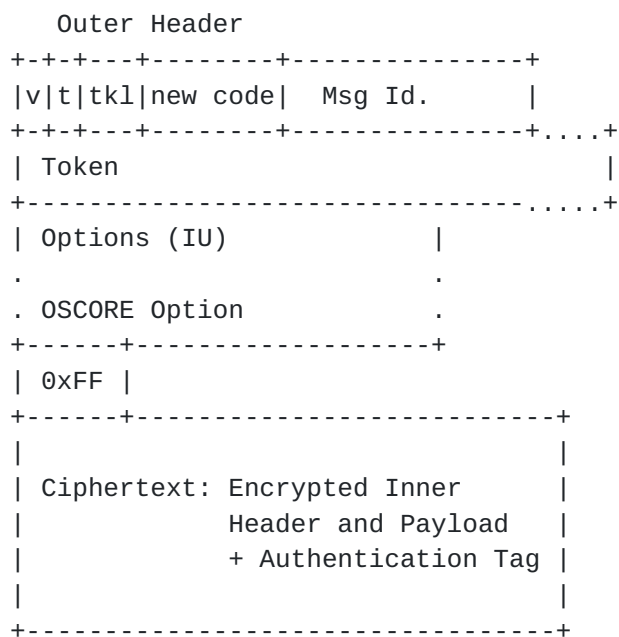 Outer Header
+-+-+---+--------+---------------+
|v|t|tkl|new code|  Msg Id.      |
+-+-+---+--------+---------------+....+
| Token                               |
+--------------------------------.....+
| Options (IU)             |
.                          .
. OSCORE Option            .
+------+-------------------+
| 0xFF |
+------+---------------------------+
|                                  |
| Ciphertext: Encrypted Inner      |
|             Header and Payload   |
|             + Authentication Tag |
|                                  |
+----------------------------------+